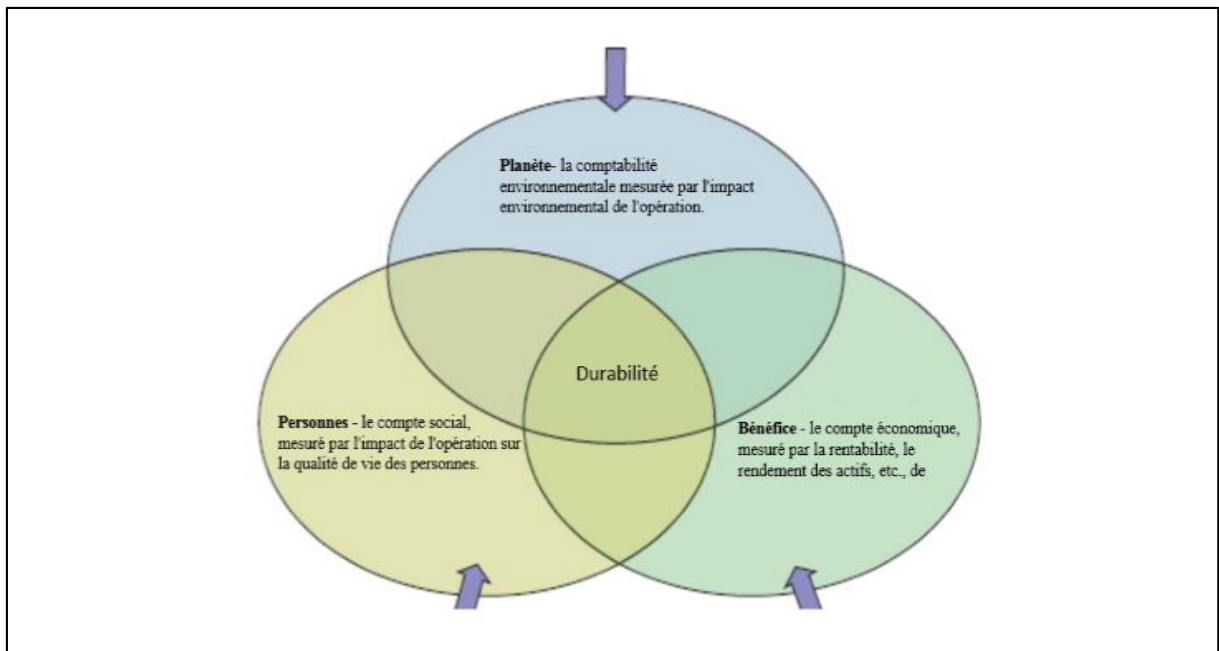 Planète- la comptabilité
environnementale mesurée par l'impact
environnemental de l'opération.
Durabilité
Personnes - le compte social,
mesuré par l'impact de l'opération sur
la qualité de vie des personnes.
Bénéfice - le compte économique,
mesuré par la rentabilité, le
rendement des actifs, etc., de